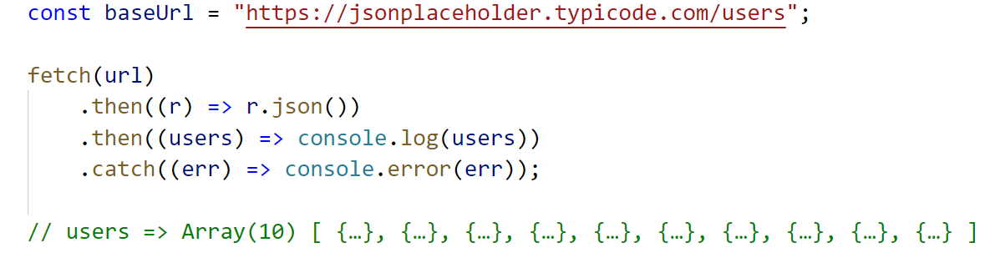 const baseUrl = "https://jsonplaceholder.typicode.com/users";
fetch(url)
.then((r) => r.json())
.then((users) => console.log(users))
.catch((err) => console.error(err));
// users => Array(10) [ {…}, {…}, {…}, {…}, {…}, {…}, {…}, {…}, {…}, {…} ]